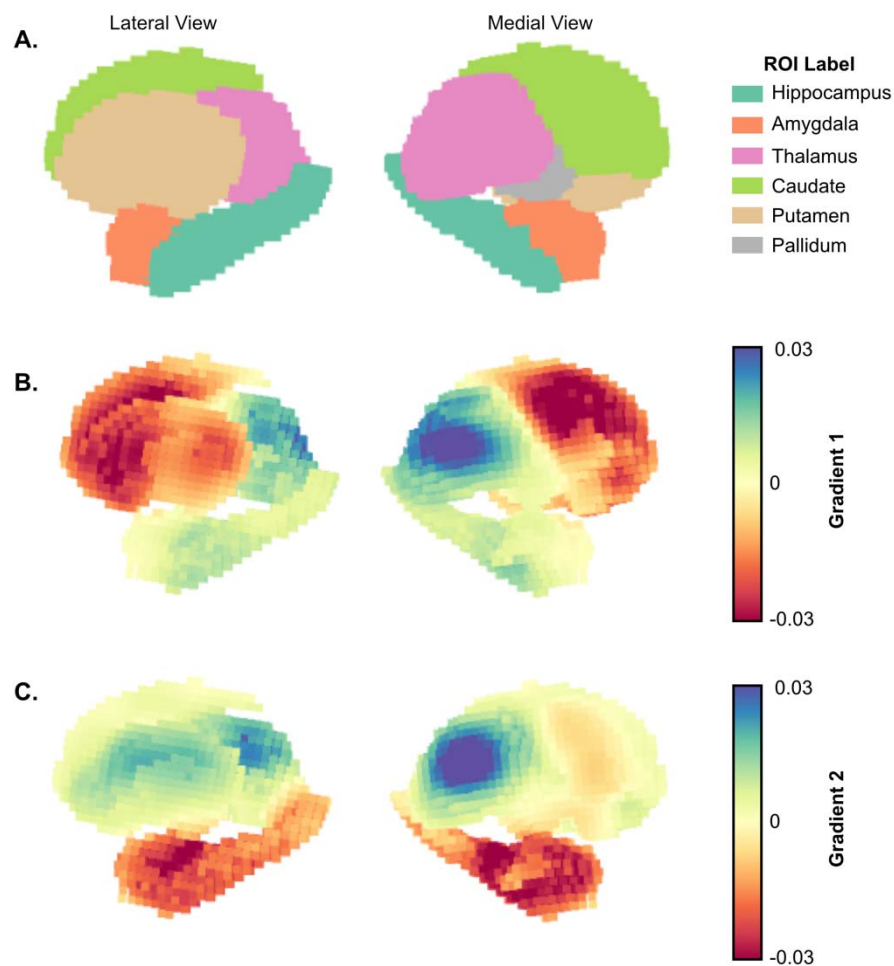 Lateral View Medial View
A.
ROI Label
Hippocampus
Amygdala
Thalamus
Caudate
Putamen
Pallidum
B.
0.03
0
-0.03
Gradient 1
C.
0.03
0
-0.03
Gradient 2